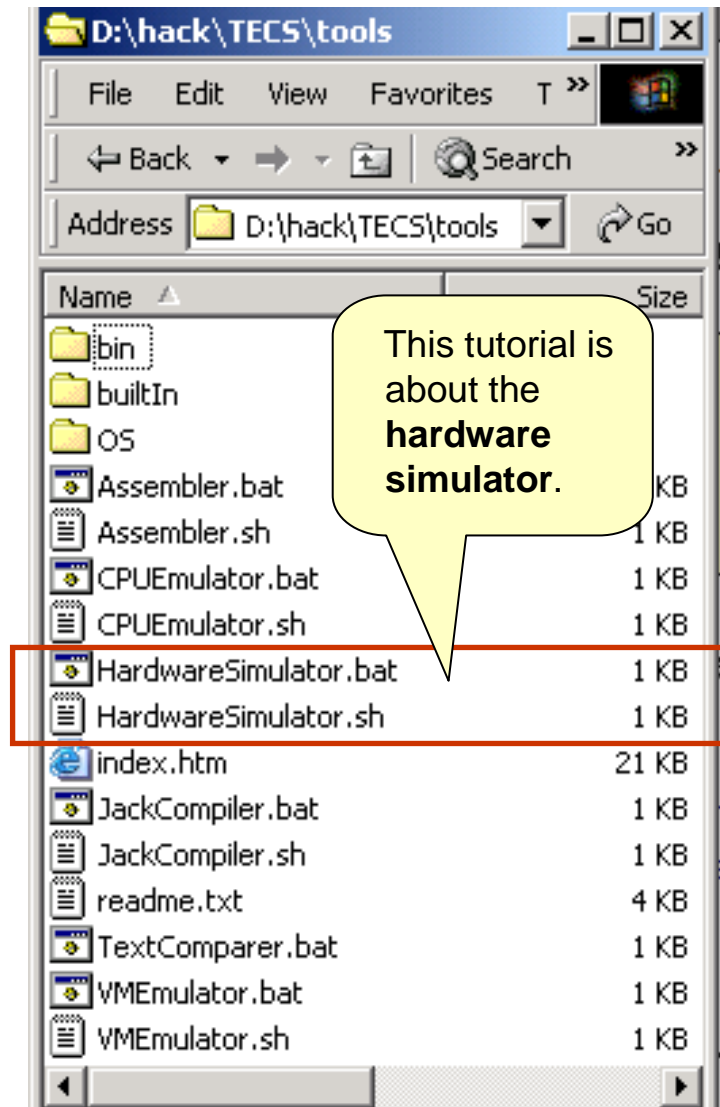 D:\hack\TECS\tools
File Edit View Favorites T »
Back Search »
Address D:\hack\TECS\tools Go
Name Size
bin
builtIn
OS
This tutorial is
about the
hardware
simulator.
Assembler.bat KB
Assembler.sh 1 KB
CPUEmulator.bat 1 KB
CPUEmulator.sh 1 KB
HardwareSimulator.bat 1 KB
HardwareSimulator.sh 1 KB
index.htm 21 KB
JackCompiler.bat 1 KB
JackCompiler.sh 1 KB
readme.txt 4 KB
TextComparer.bat 1 KB
VMEmulator.bat 1 KB
VMEmulator.sh 1 KB